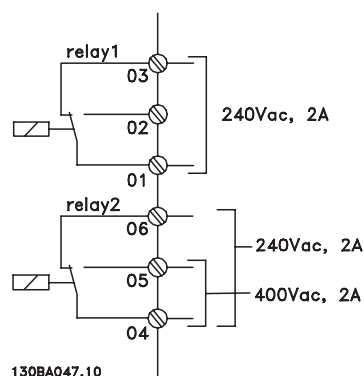 relay1
03
02
240Vac, 2A
01
relay2
06
240Vac, 2A
05
400Vac, 2A
04
130BA047.10